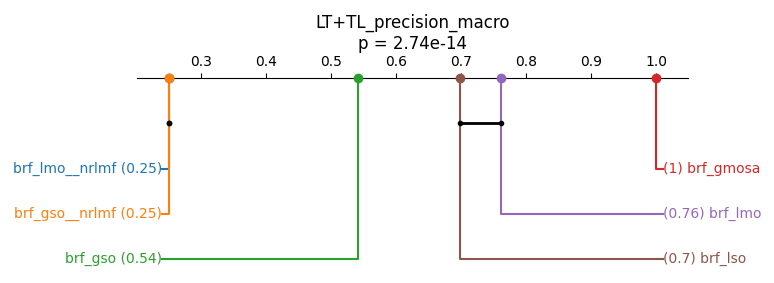 LT+TL_precision_macro
p = 2.74e-14
0.3 0.4 0.5 0.6 0.7 0.8 0.9 1.0
brf_lmo__nrlmf (0.25) (1) brf_gmosa
brf_gso__nrlmf (0.25) (0.76) brf_lmo
brf_gso (0.54) (0.7) brf_lso